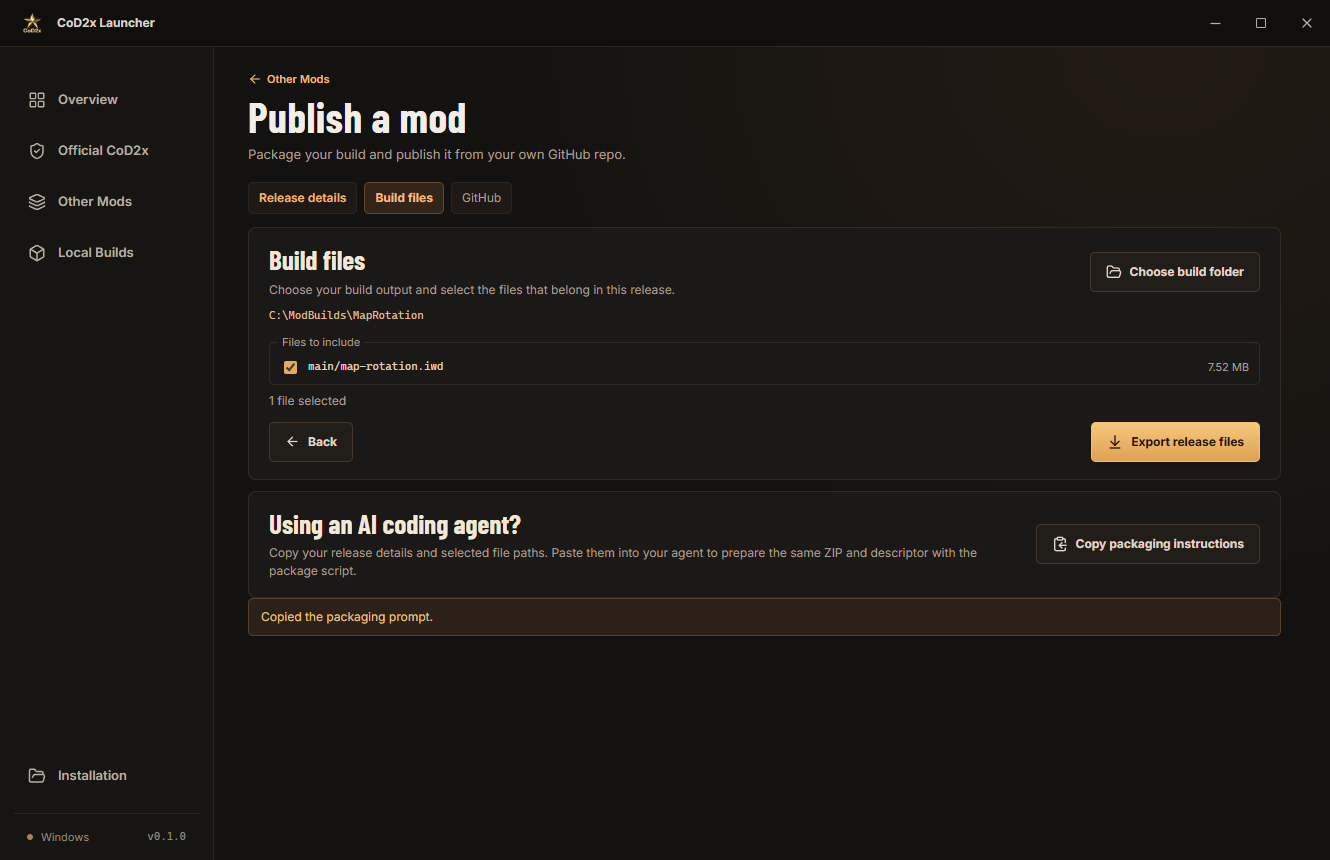 CoD2x
CoD2x Launcher
Overview
Official CoD2x
Other Mods
Local Builds
Installation
Windows
v0.1.0
Other Mods
Publish a mod
Package your build and publish it from your own GitHub repo.
Release details
Build files
GitHub
Build files
Choose build folder
Choose your build output and select the files that belong in this release.
C:\ModBuilds\MapRotation
Files to include
main/map-rotation.iwd
7.52 MB
1 file selected
Back
Export release files
Using an AI coding agent?
Copy your release details and selected file paths. Paste them into your agent to prepare the same ZIP and descriptor with the
package script.
Copy packaging instructions
Copied the packaging prompt.